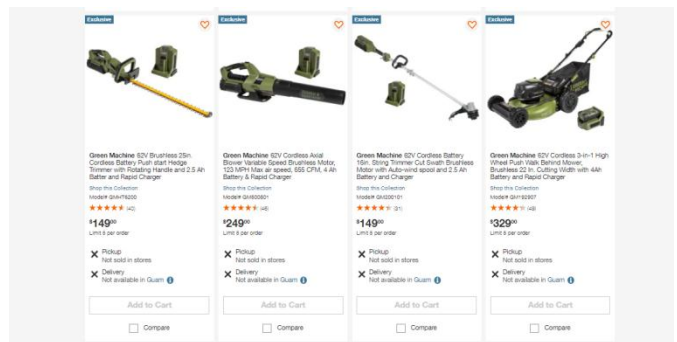 Exclusive
Green Machine 62V Brushless 25in.
Cordless Battery Push start Hedge
Trimmer with Rotating Handle and 2.5 Ah
Batter and Rapid Charger
Shop this Collection
Model# GMHT6200
(40)
$149 00
Limit 5 per order
Pickup
Not sold in stores
Delivery
Not available in Guam
Add to Cart
Compare
Exclusive
Green Machine 62V Cordless Axial
Blower Variable Speed Brushless Motor,
123 MPH Max air speed, 655 CFM, 4 Ah
Battery & Rapid Charger
Shop this Collection
$249 00
Limit 5 per order
Pickup
Not sold in stores
Delivery
Not available in Guam
Add to Cart
Compare
Exclusive
Green Machine 62V Cordless Battery
16in. String Trimmer Cut Swath Brushless
Motor with Auto-wind spool and 2.5 Ah
Battery and Rapid Charger
Shop this Collection
$149 00
Limit 5 per order
Pickup
Not sold in stores
Delivery
Not available in Guam
Add to Cart
Compare
Exclusive
Green Machine 62V Cordless 3-in-1 High
Wheel Push Walk Behind Mower,
Brushless 22 In. Cutting Width with 4Ah
Battery and Rapid Charger
Shop this Collection
$329 00
Limit 5 per order
Pickup
Not sold in stores
Delivery
Not available in Guam
Add to Cart
Compare